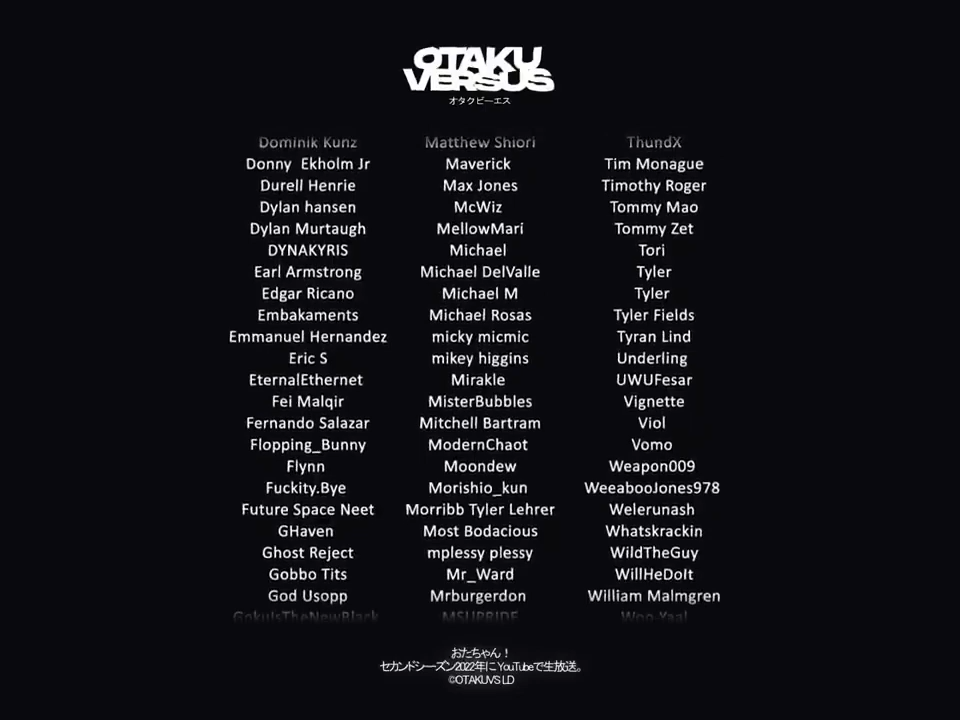 OTAKU
VERSUS
オタクビーエス
Dominik Kunz
Donny Ekholm Jr
Durell Henrie
Dylan hansen
Dylan Murtaugh
DYNAKYRIS
Earl Armstrong
Edgar Ricano
Embakaments
Emmanuel Hernandez
Eric S
EternalEthernet
Fei Malqir
Fernando Salazar
Flopping_Bunny
Flynn
Fuckity.Bye
Future Space Neet
GHaven
Ghost Reject
Gobbo Tits
God Usopp
GokuIsTheNewBlack
Matthew Shiori
Maverick
Max Jones
McWiz
MellowMari
Michael
Michael DelValle
Michael M
Michael Rosas
micky micmic
mikey higgins
Mirakle
MisterBubbles
Mitchell Bartram
ModernChaot
Moondew
Morishio_kun
Morribb Tyler Lehrer
Most Bodacious
mplessy plessy
Mr_Ward
Mrburgerdon
MSUPRIDE
ThundX
Tim Monague
Timothy Roger
Tommy Mao
Tommy Zet
Tori
Tyler
Tyler
Tyler Fields
Tyran Lind
Underling
UWUFesar
Vignette
Viol
Vomo
Weapon009
WeeabooJones978
Welerunash
Whatskrackin
WildTheGuy
WillHeDoIt
William Malmgren
Woo-Yaal
おたちゃん！
セカンドシーズン2022年に YouTubeで生放送。
©OTAKUVS LD